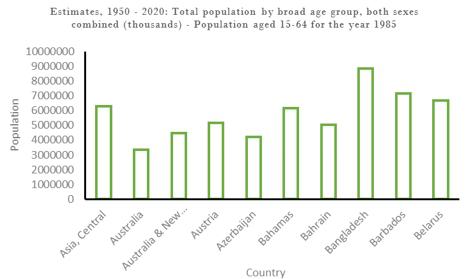 Estimates, 1950 - 2020: Total population by broad age group, both sexes
combined (thousands) - Population aged 15-64 for the year 1985
Population
10000000
9000000
8000000
7000000
6000000
5000000
4000000
3000000
2000000
1000000
0
Asia, Central
Australia
Australia & New...
Austria
Azerbaijan
Bahamas
Bahrain
Bangladesh
Barbados
Belarus
Country